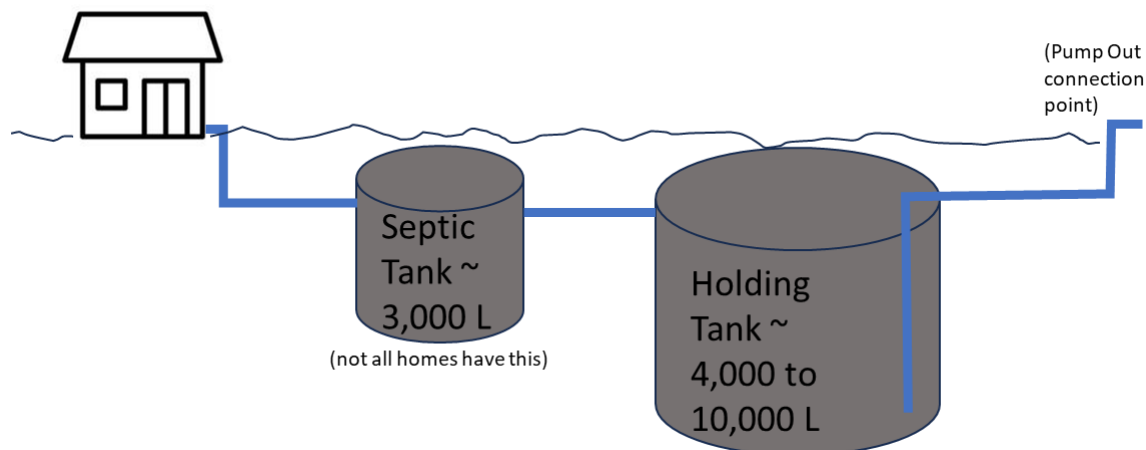 (Pump Out
connection
point)
Septic
Tank ~
3,000 L
(not all homes have this)
Holding
Tank ~
4,000 to
10,000 L